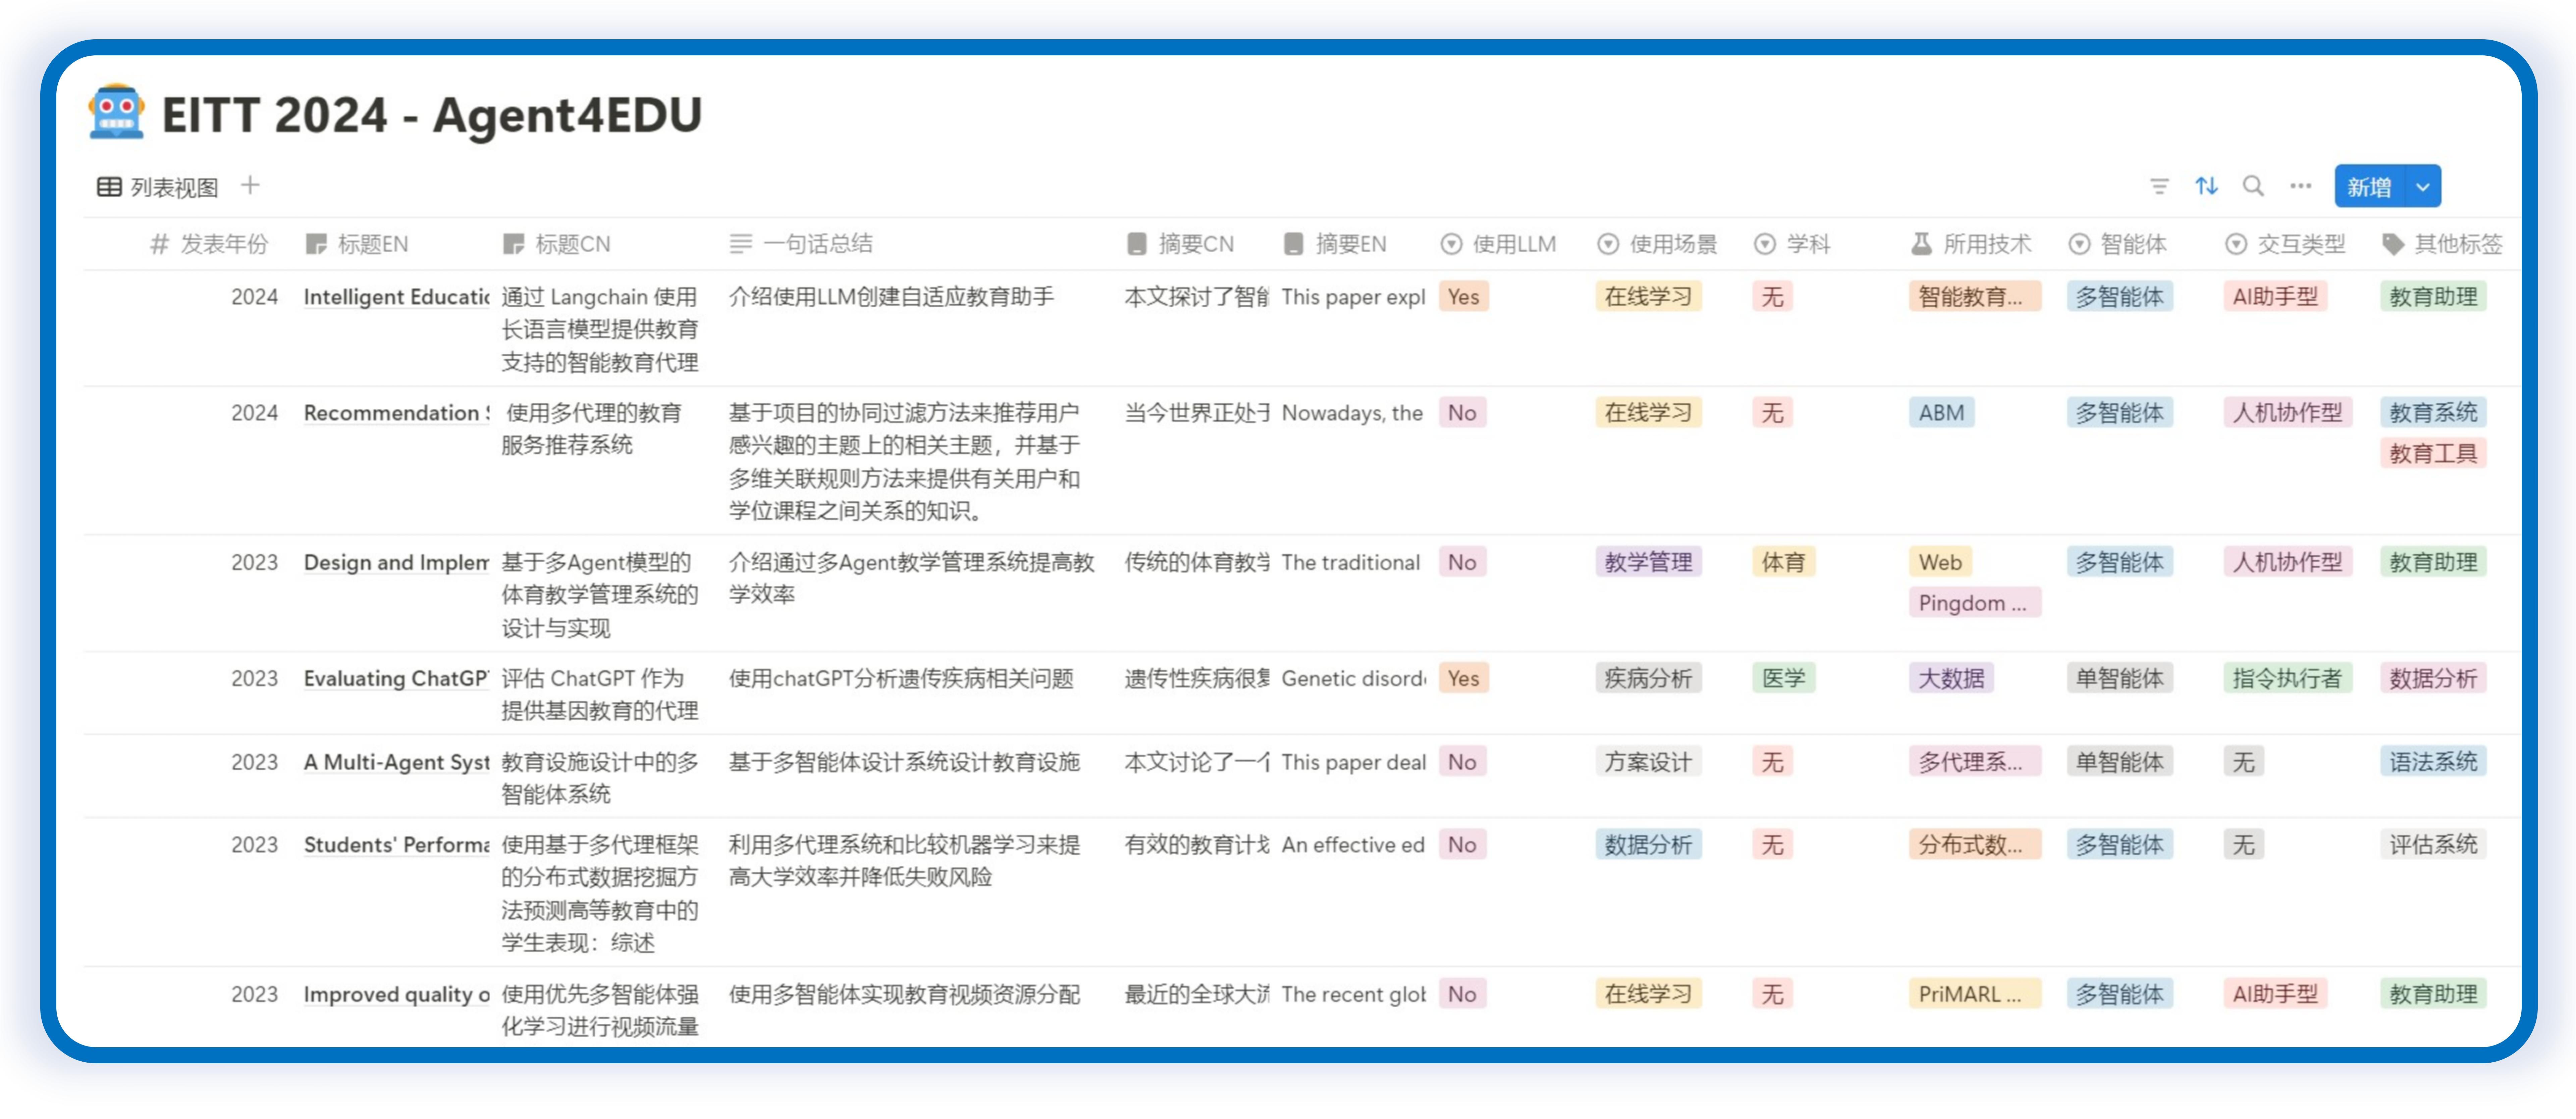 EITT 2024 - Agent4EDU
列表视图 +
新增
# 发表年份 标题EN 标题CN 一句话总结 摘要CN 摘要EN 使用LLM 使用场景 学科 所用技术 智能体 交互类型 其他标签
2024 Intelligent Educatic 通过 Langchain 使用 介绍使用LLM创建自适应教育助手 本文探讨了智能 This paper expl Yes 在线学习 无 智能教育... 多智能体 AI助手型 教育助理
长语言模型提供教育
支持的智能教育代理
2024 Recommendation 使用多代理的教育 基于项目的协同过滤方法来推荐用户 当今世界正处于 Nowadays, the No 在线学习 无 ABM 多智能体 人机协作型 教育系统
服务推荐系统 感兴趣的主题上的相关主题，并基于 教育工具
多维关联规则方法来提供有关用户和
学位课程之间关系的知识。
2023 Design and Implem 基于多Agent模型的 介绍通过多Agent教学管理系统提高教 传统的体育教学 The traditional No 教学管理 体育 Web 多智能体 人机协作型 教育助理
体育教学管理系统的 学效率 Pingdom ...
设计与实现
2023 Evaluating ChatGP 评估 ChatGPT 作为 使用chatGPT分析遗传疾病相关问题 遗传性疾病很复 Genetic disord Yes 疾病分析 医学 大数据 单智能体 指令执行者 数据分析
提供基因教育的代理
2023 A Multi-Agent Syst 教育设施设计中的多 基于多智能体设计系统设计教育设施 本文讨论了一个 This paper deal No 方案设计 无 多代理系... 单智能体 无 语法系统
智能体系统
2023 Students' Performa 使用基于多代理框架 利用多代理系统和比较机器学习来提 有效的教育计划 An effective ed No 数据分析 无 分布式数... 多智能体 无 评估系统
的分布式数据挖掘方 高大学效率并降低失败风险
法预测高等教育中的
学生表现：综述
2023 Improved quality o 使用优先多智能体强 使用多智能体实现教育视频资源分配 最近的全球大流 The recent glob No 在线学习 无 PriMARL ... 多智能体 AI助手型 教育助理
化学习进行视频流量